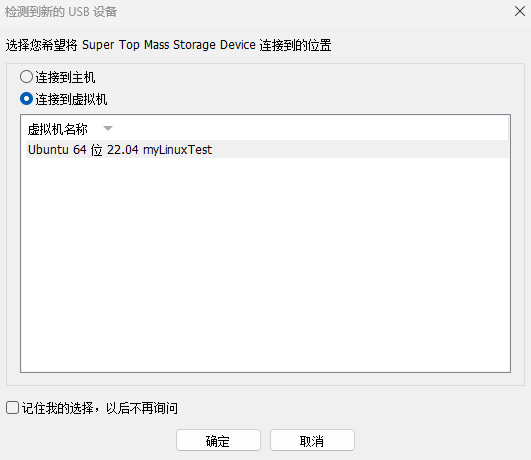 检测到新的 USB 设备
选择您希望将 Super Top Mass Storage Device 连接到的位置
连接到主机
连接到虚拟机
虚拟机名称
Ubuntu 64 位 22.04 myLinuxTest
记住我的选择，以后不再询问
确定
取消